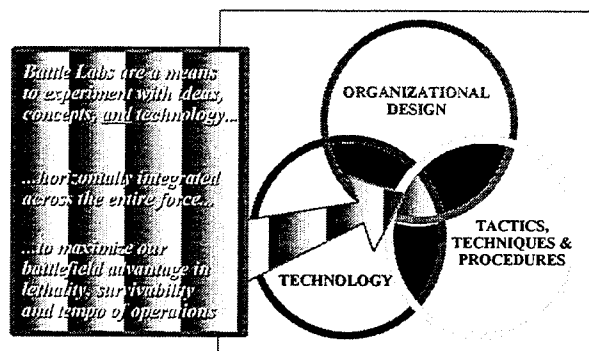 Battle Labs are a means
to experiment with ideas,
concepts, and technology...
...horizontally integrated
across the entire force...
...to maximize our
battlefield advantage in
lethality, survivability
and tempo of operations
ORGANIZATIONAL
DESIGN
TACTICS,
TECHNIQUES &
PROCEDURES
TECHNOLOGY